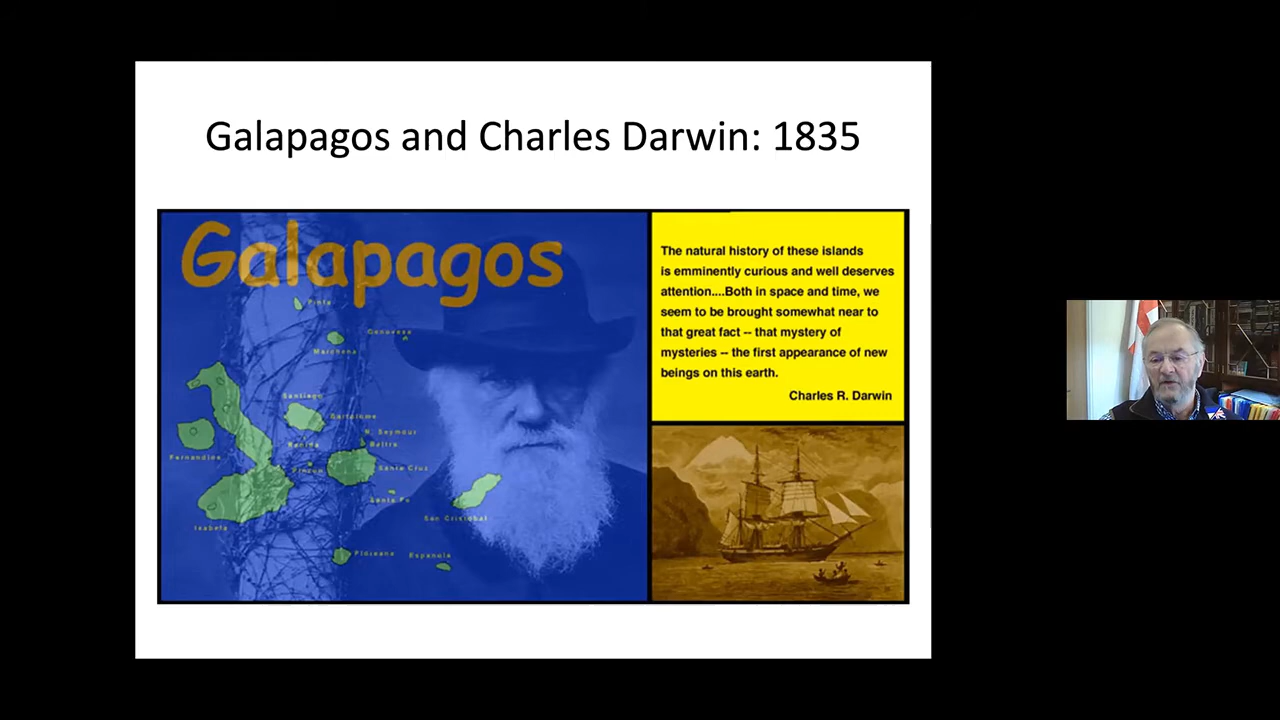 Galapagos and Charles Darwin: 1835
Galapagos
Pinta
Genovesa
Marchena
Santiago
Bartolome
N. Seymour
Baltra
Fernandina
Santa Cruz
Santa Fe
San Cristobal
Isabela
Floreana
Espanola
The natural history of these islands
is emminently curious and well deserves
attention....Both in space and time, we
seem to be brought somewhat near to
that great fact -- that mystery of
mysteries -- the first appearance of new
beings on this earth.
Charles R. Darwin